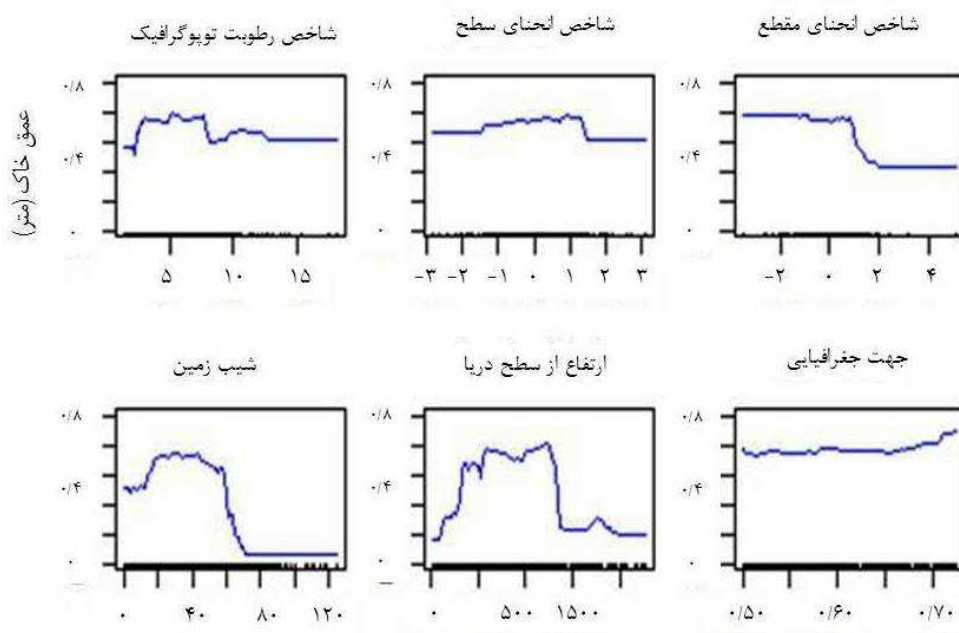 شاخص رطوبت توپوگرافیک
شاخص انحنای سطح
شاخص انحنای مقطع
عمق خاک (متر)
۰/۸
۰/۴
۰
۰/۸
۰/۴
۰
۰/۸
۰/۴
۰
۵ ۱۰ ۱۵
-۳ -۲ -۱ ۰ ۱ ۲ ۳
-۲ ۰ ۲ ۴
شیب زمین
ارتفاع از سطح دریا
جهت جغرافیایی
۰/۸
۰/۴
۰
۰/۸
۰/۴
۰
۰/۸
۰/۴
۰
۰ ۴۰ ۸۰ ۱۲۰
۰ ۵۰۰ ۱۵۰۰
۰/۵۰ ۰/۶۰ ۰/۷۰